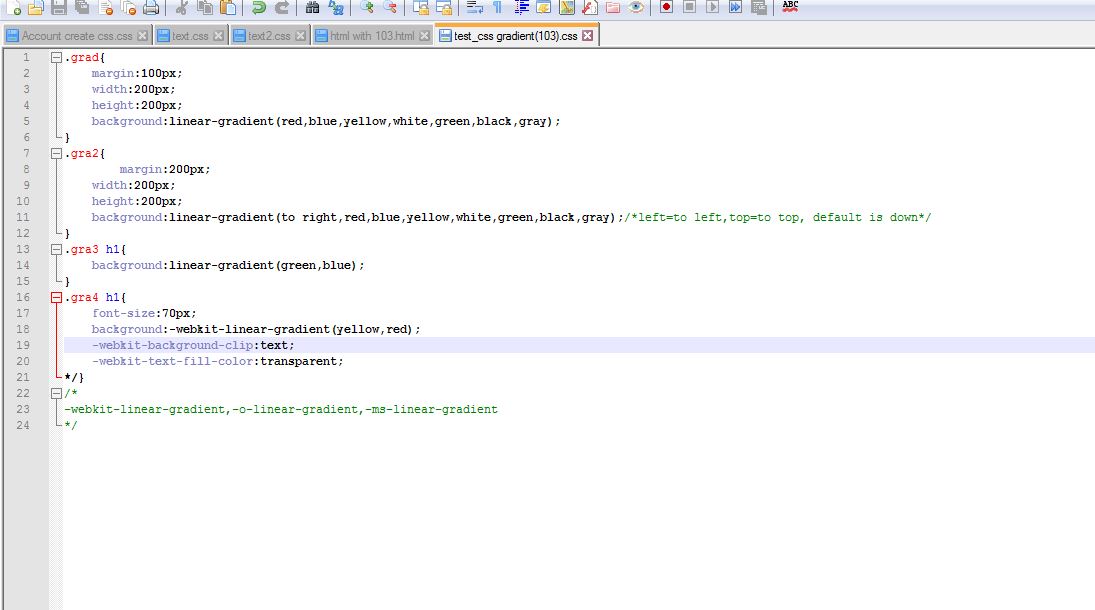 ABC
Account create css.css
text.css
text2.css
html with 103.html
test_css gradient(103).css
1 .grad{
2 margin:100px;
3 width:200px;
4 height:200px;
5 background:linear-gradient(red,blue,yellow,white,green,black,gray);
6 }
7 .gra2{
8 margin:200px;
9 width:200px;
10 height:200px;
11 background:linear-gradient(to right,red,blue,yellow,white,green,black,gray);/*left=to left,top=to top, default is down*/
12 }
13 .gra3 h1{
14 background:linear-gradient(green,blue);
15 }
16 .gra4 h1{
17 font-size:70px;
18 background:-webkit-linear-gradient(yellow,red);
19 -webkit-background-clip:text;
20 -webkit-text-fill-color:transparent;
21 */}
22 /*
23 -webkit-linear-gradient,-o-linear-gradient,-ms-linear-gradient
24 */